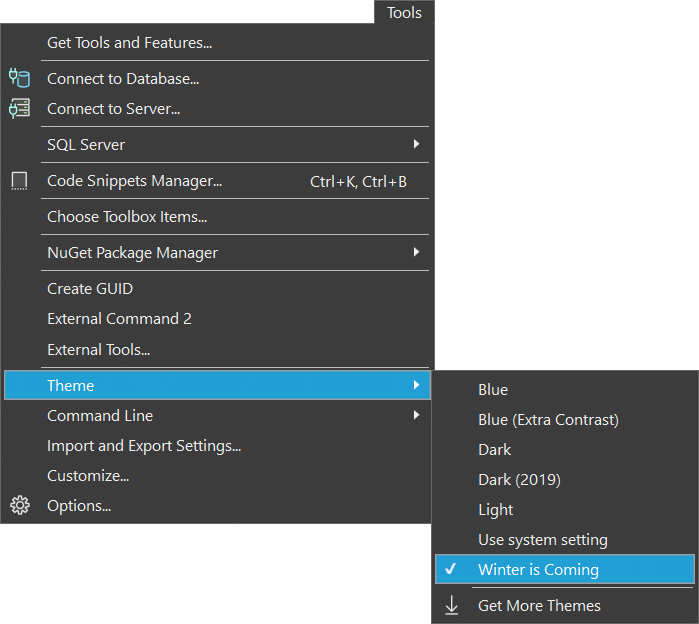 Tools
Get Tools and Features...
Connect to Database...
Connect to Server...
SQL Server
Code Snippets Manager... Ctrl+K, Ctrl+B
Choose Toolbox Items...
NuGet Package Manager
Create GUID
External Command 2
External Tools...
Theme
Command Line
Import and Export Settings...
Customize...
Options...
Blue
Blue (Extra Contrast)
Dark
Dark (2019)
Light
Use system setting
Winter is Coming
Get More Themes